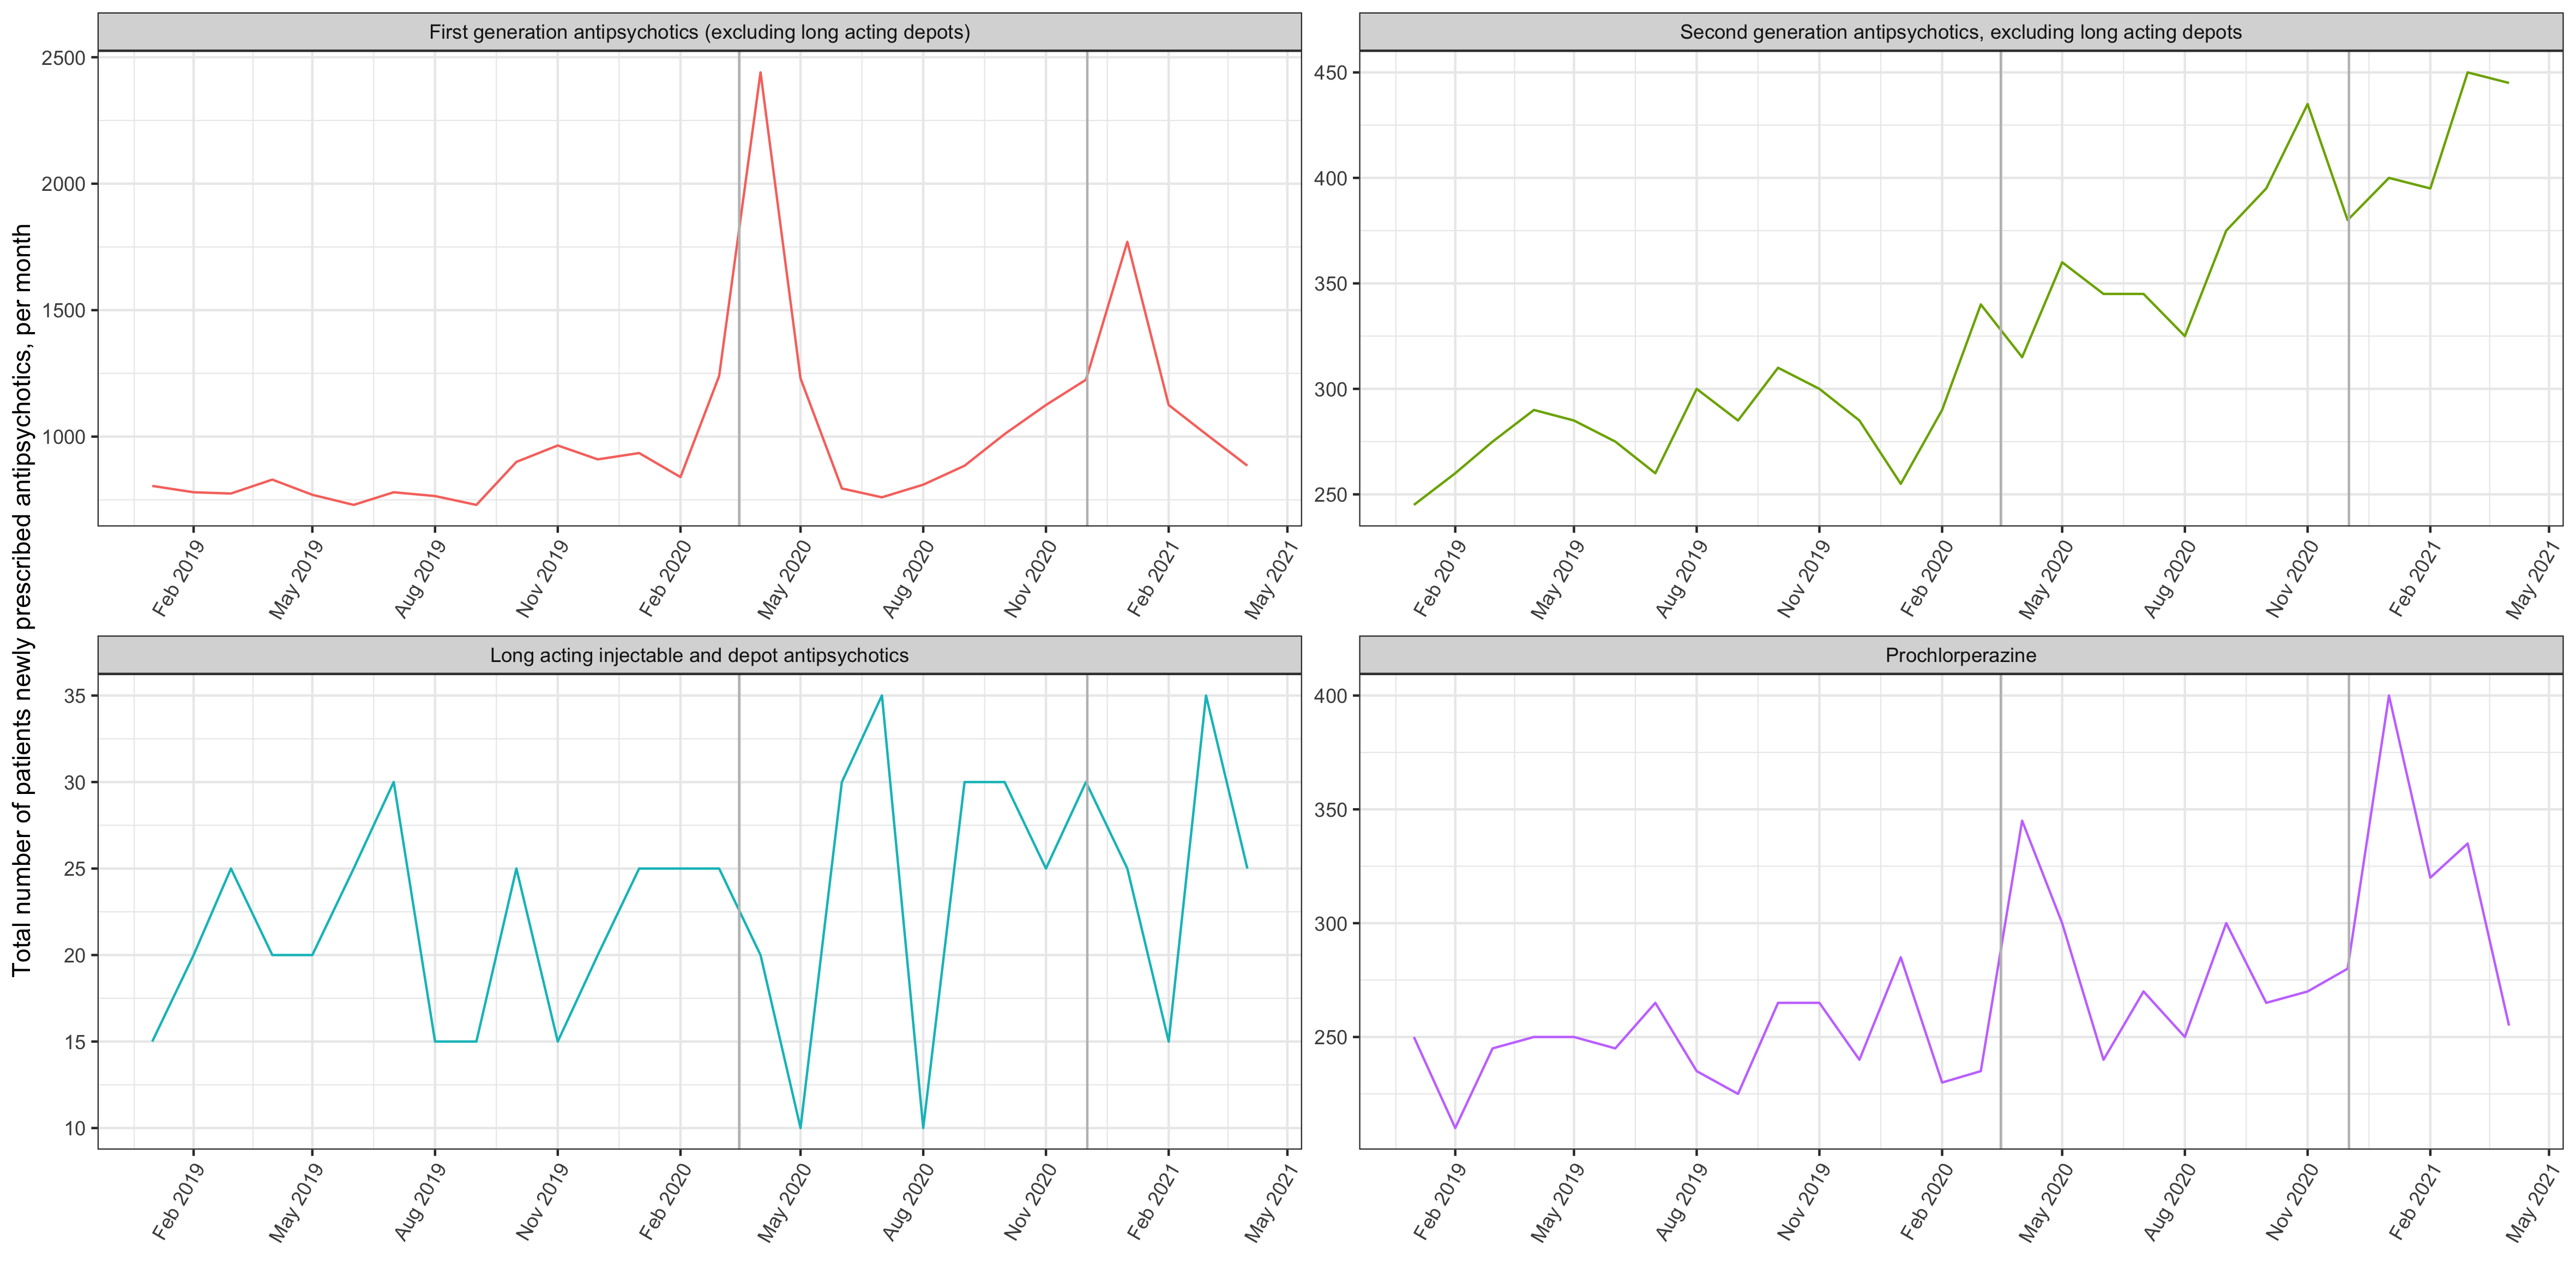 Total number of patients newly prescribed antipsychotics, per month
First generation antipsychotics (excluding long acting depots)
2500
2000
1500
1000
Feb 2019
May 2019
Aug 2019
Nov 2019
Feb 2020
May 2020
Aug 2020
Nov 2020
Feb 2021
May 2021
Second generation antipsychotics, excluding long acting depots
450
400
350
300
250
Feb 2019
May 2019
Aug 2019
Nov 2019
Feb 2020
May 2020
Aug 2020
Nov 2020
Feb 2021
May 2021
Long acting injectable and depot antipsychotics
35
30
25
20
15
10
Feb 2019
May 2019
Aug 2019
Nov 2019
Feb 2020
May 2020
Aug 2020
Nov 2020
Feb 2021
May 2021
Prochlorperazine
400
350
300
250
Feb 2019
May 2019
Aug 2019
Nov 2019
Feb 2020
May 2020
Aug 2020
Nov 2020
Feb 2021
May 2021